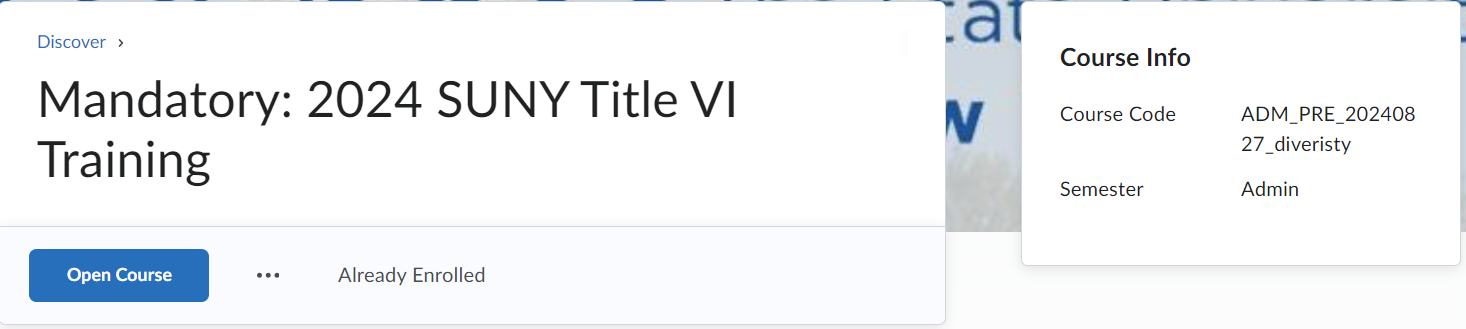 Discover >
Mandatory: 2024 SUNY Title VI
Training
Open Course
... Already Enrolled
Course Info
Course Code ADM_PRE_202408
27_diveristy
Semester Admin